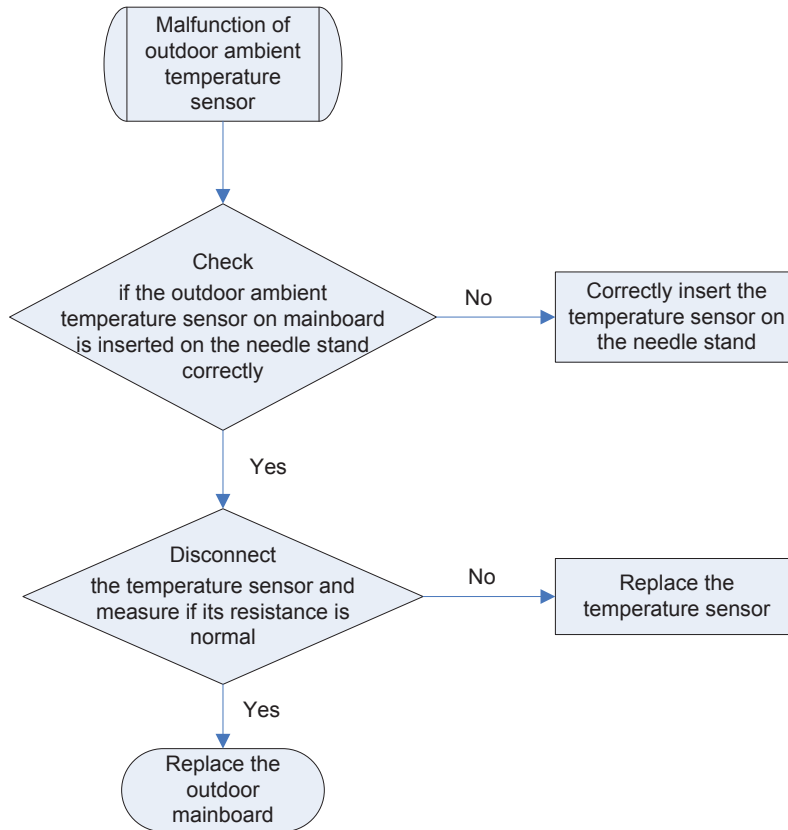 Malfunction of
outdoor ambient
temperature
sensor
Check
if the outdoor ambient
temperature sensor on mainboard
is inserted on the needle stand
correctly
No
Correctly insert the
temperature sensor on
the needle stand
Yes
Disconnect
the temperature sensor and
measure if its resistance is
normal
No
Replace the
temperature sensor
Yes
Replace the
outdoor
mainboard